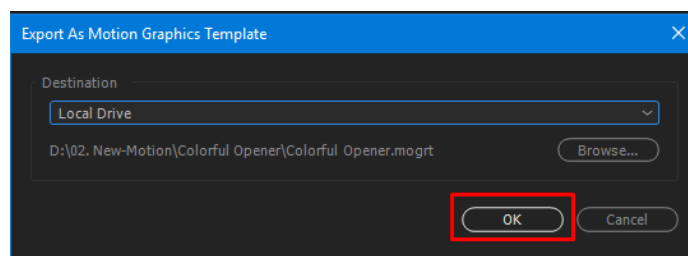 Export As Motion Graphics Template
Destination
Local Drive
D:\02. New-Motion\Colorful Opener\Colorful Opener.mogrt
Browse...
OK
Cancel